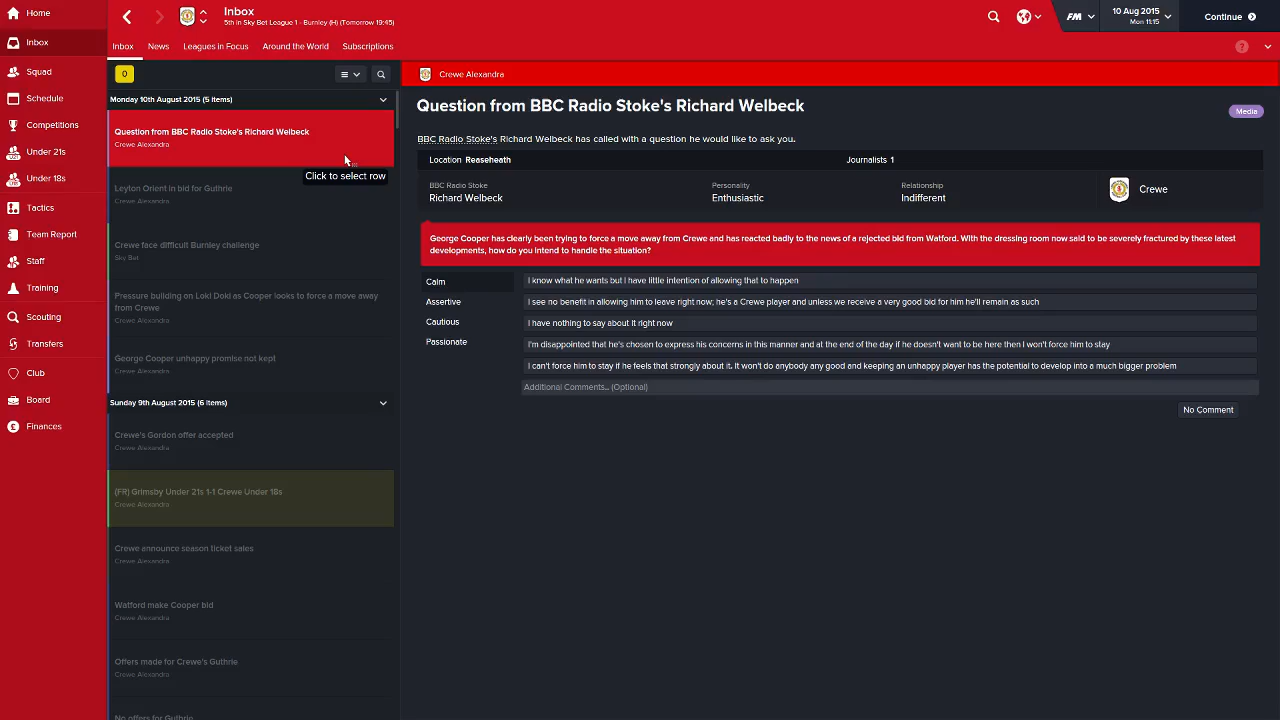 Home
Inbox
Squad
Schedule
Competitions
Under 21s
Under 18s
Tactics
Team Report
Staff
Training
Scouting
Transfers
Club
Board
Finances
Inbox
5th in Sky Bet League 1 - Burnley (H) (Tomorrow 19:45)
FM
10 Aug 2015
Mon 11:15
Continue
Inbox
News
Leagues in Focus
Around the World
Subscriptions
?
0
Monday 10th August 2015 (5 items)
Question from BBC Radio Stoke's Richard Welbeck
Crewe Alexandra
Click to select row
Leyton Orient in bid for Guthrie
Crewe Alexandra
Crewe face difficult Burnley challenge
Sky Bet
Pressure building on Loki Doki as Cooper looks to force a move away
from Crewe
Crewe Alexandra
George Cooper unhappy promise not kept
Crewe Alexandra
Sunday 9th August 2015 (6 items)
Crewe's Gordon offer accepted
Crewe Alexandra
(FR) Grimsby Under 21s 1-1 Crewe Under 18s
Crewe Alexandra
Crewe announce season ticket sales
Crewe Alexandra
Watford make Cooper bid
Crewe Alexandra
Offers made for Crewe's Guthrie
Crewe Alexandra
No offers for Guthrie
Crewe Alexandra
Question from BBC Radio Stoke's Richard Welbeck
Media
BBC Radio Stoke's Richard Welbeck has called with a question he would like to ask you.
Location Reaseheath
Journalists 1
BBC Radio Stoke
Richard Welbeck
Personality
Enthusiastic
Relationship
Indifferent
Crewe
George Cooper has clearly been trying to force a move away from Crewe and has reacted badly to the news of a rejected bid from Watford. With the dressing room now said to be severely fractured by these latest
developments, how do you intend to handle the situation?
Calm
Assertive
Cautious
Passionate
I know what he wants but I have little intention of allowing that to happen
I see no benefit in allowing him to leave right now; he's a Crewe player and unless we receive a very good bid for him he'll remain as such
I have nothing to say about it right now
I'm disappointed that he's chosen to express his concerns in this manner and at the end of the day if he doesn't want to be here then I won't force him to stay
I can't force him to stay if he feels that strongly about it. It won't do anybody any good and keeping an unhappy player has the potential to develop into a much bigger problem
Additional Comments... (Optional)
No Comment